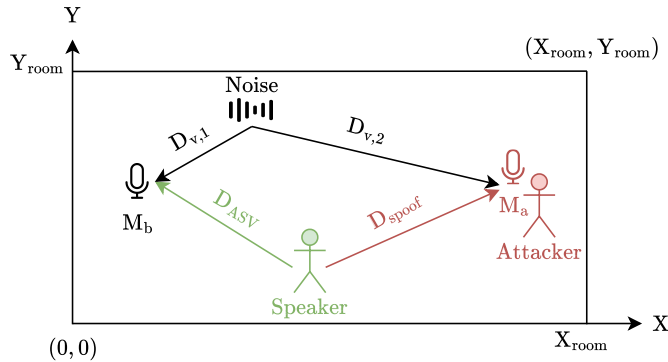 Y
(X_room, Y_room)
Y_room
Noise
D_v,1
D_v,2
M_b
D_ASV
D_spoof
M_a
Attacker
Speaker
X
X_room
(0, 0)